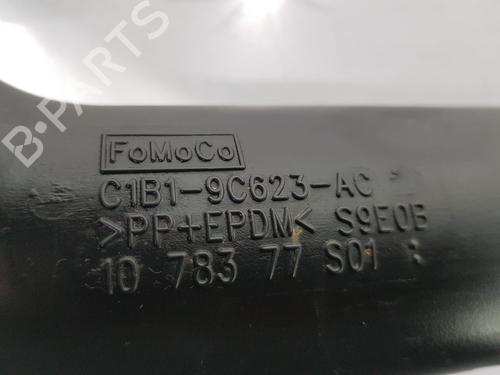 B-PARTS
FoMoCo
C1B1-9C623-AC
>PP+EPDM< S9E0B
10 783 77 S01